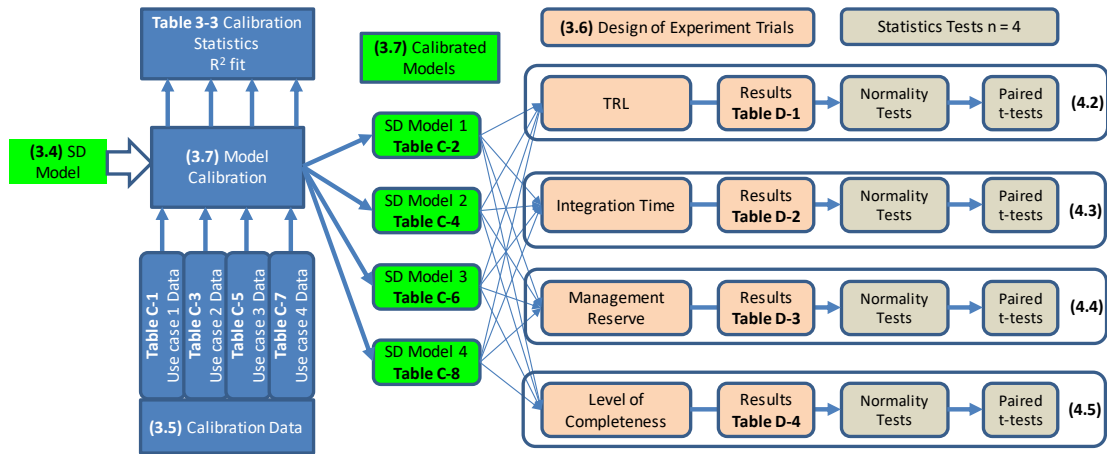 Table 3-3 Calibration
Statistics
R² fit
(3.7) Calibrated
Models
(3.6) Design of Experiment Trials
Statistics Tests n = 4
(3.4) SD
Model
(3.7) Model
Calibration
Table C-1
Use case 1 Data
Table C-3
Use case 2 Data
Table C-5
Use case 3 Data
Table C-7
Use case 4 Data
(3.5) Calibration Data
SD Model 1
Table C-2
SD Model 2
Table C-4
SD Model 3
Table C-6
SD Model 4
Table C-8
TRL
Results
Table D-1
Normality
Tests
Paired
t-tests
(4.2)
Integration Time
Results
Table D-2
Normality
Tests
Paired
t-tests
(4.3)
Management
Reserve
Results
Table D-3
Normality
Tests
Paired
t-tests
(4.4)
Level of
Completeness
Results
Table D-4
Normality
Tests
Paired
t-tests
(4.5)